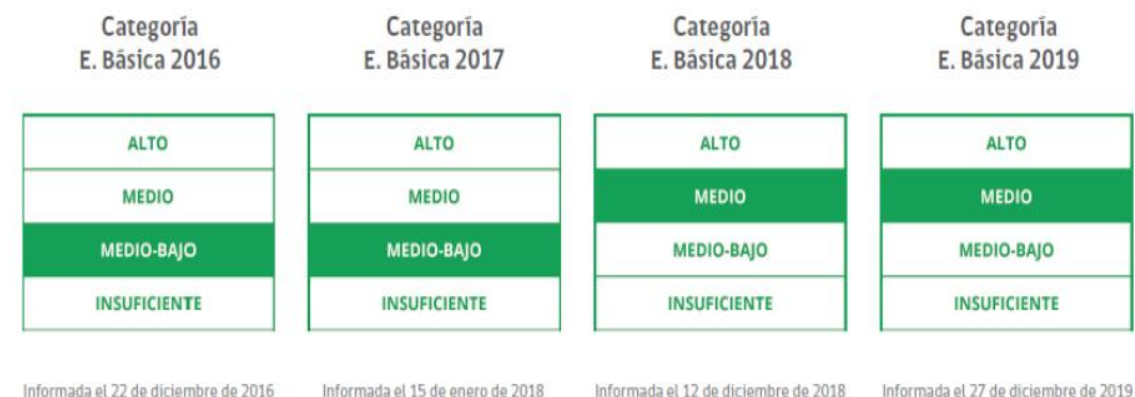 Categoría
E. Básica 2016
ALTO
MEDIO
MEDIO-BAJO
INSUFICIENTE
Informada el 22 de diciembre de 2016
Categoría
E. Básica 2017
ALTO
MEDIO
MEDIO-BAJO
INSUFICIENTE
Informada el 15 de enero de 2018
Categoría
E. Básica 2018
ALTO
MEDIO
MEDIO-BAJO
INSUFICIENTE
Informada el 12 de diciembre de 2018
Categoría
E. Básica 2019
ALTO
MEDIO
MEDIO-BAJO
INSUFICIENTE
Informada el 27 de diciembre de 2019